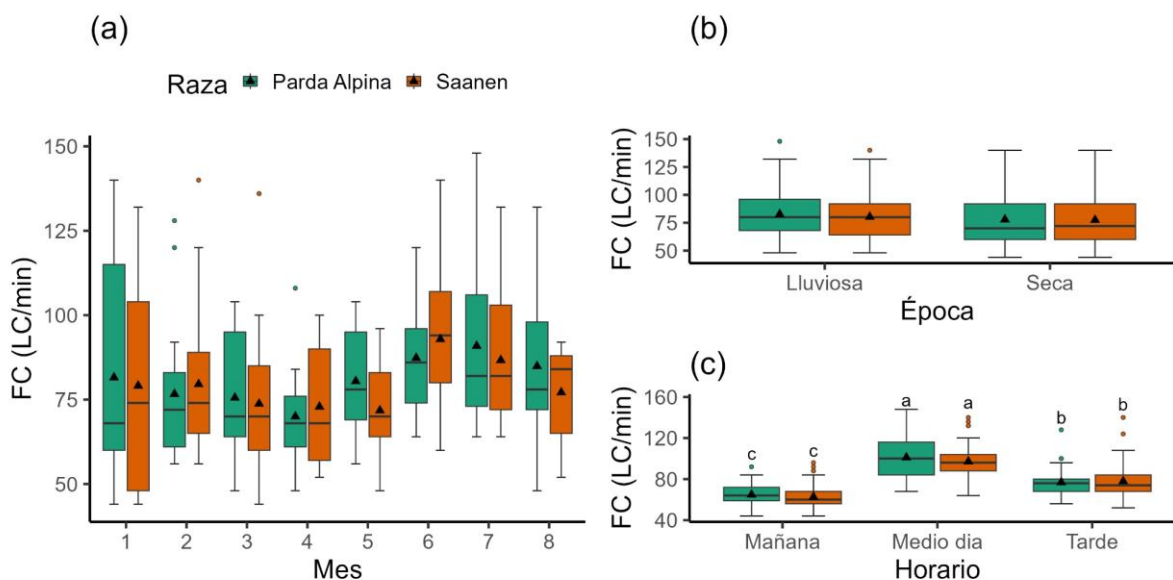 (a)
Raza Parda Alpina Saanen
FC (LC/min)
150
125
100
75
50
1 2 3 4 5 6 7 8
Mes
(b)
FC (LC/min)
150
125
100
75
50
Lluviosa Seca
Época
(c)
FC (LC/min)
160
120
80
40
c c a a b b
Mañana Medio dia Tarde
Horario